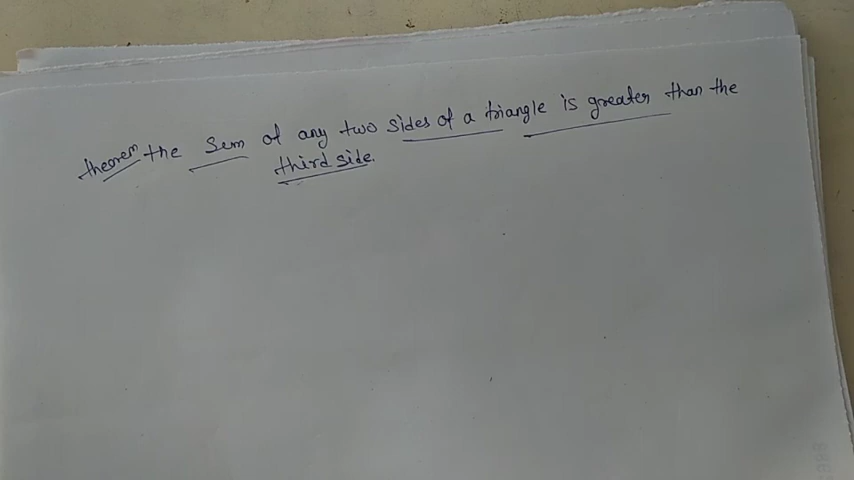 theorem the Sum of any two sides of a triangle is greater than the
third side.